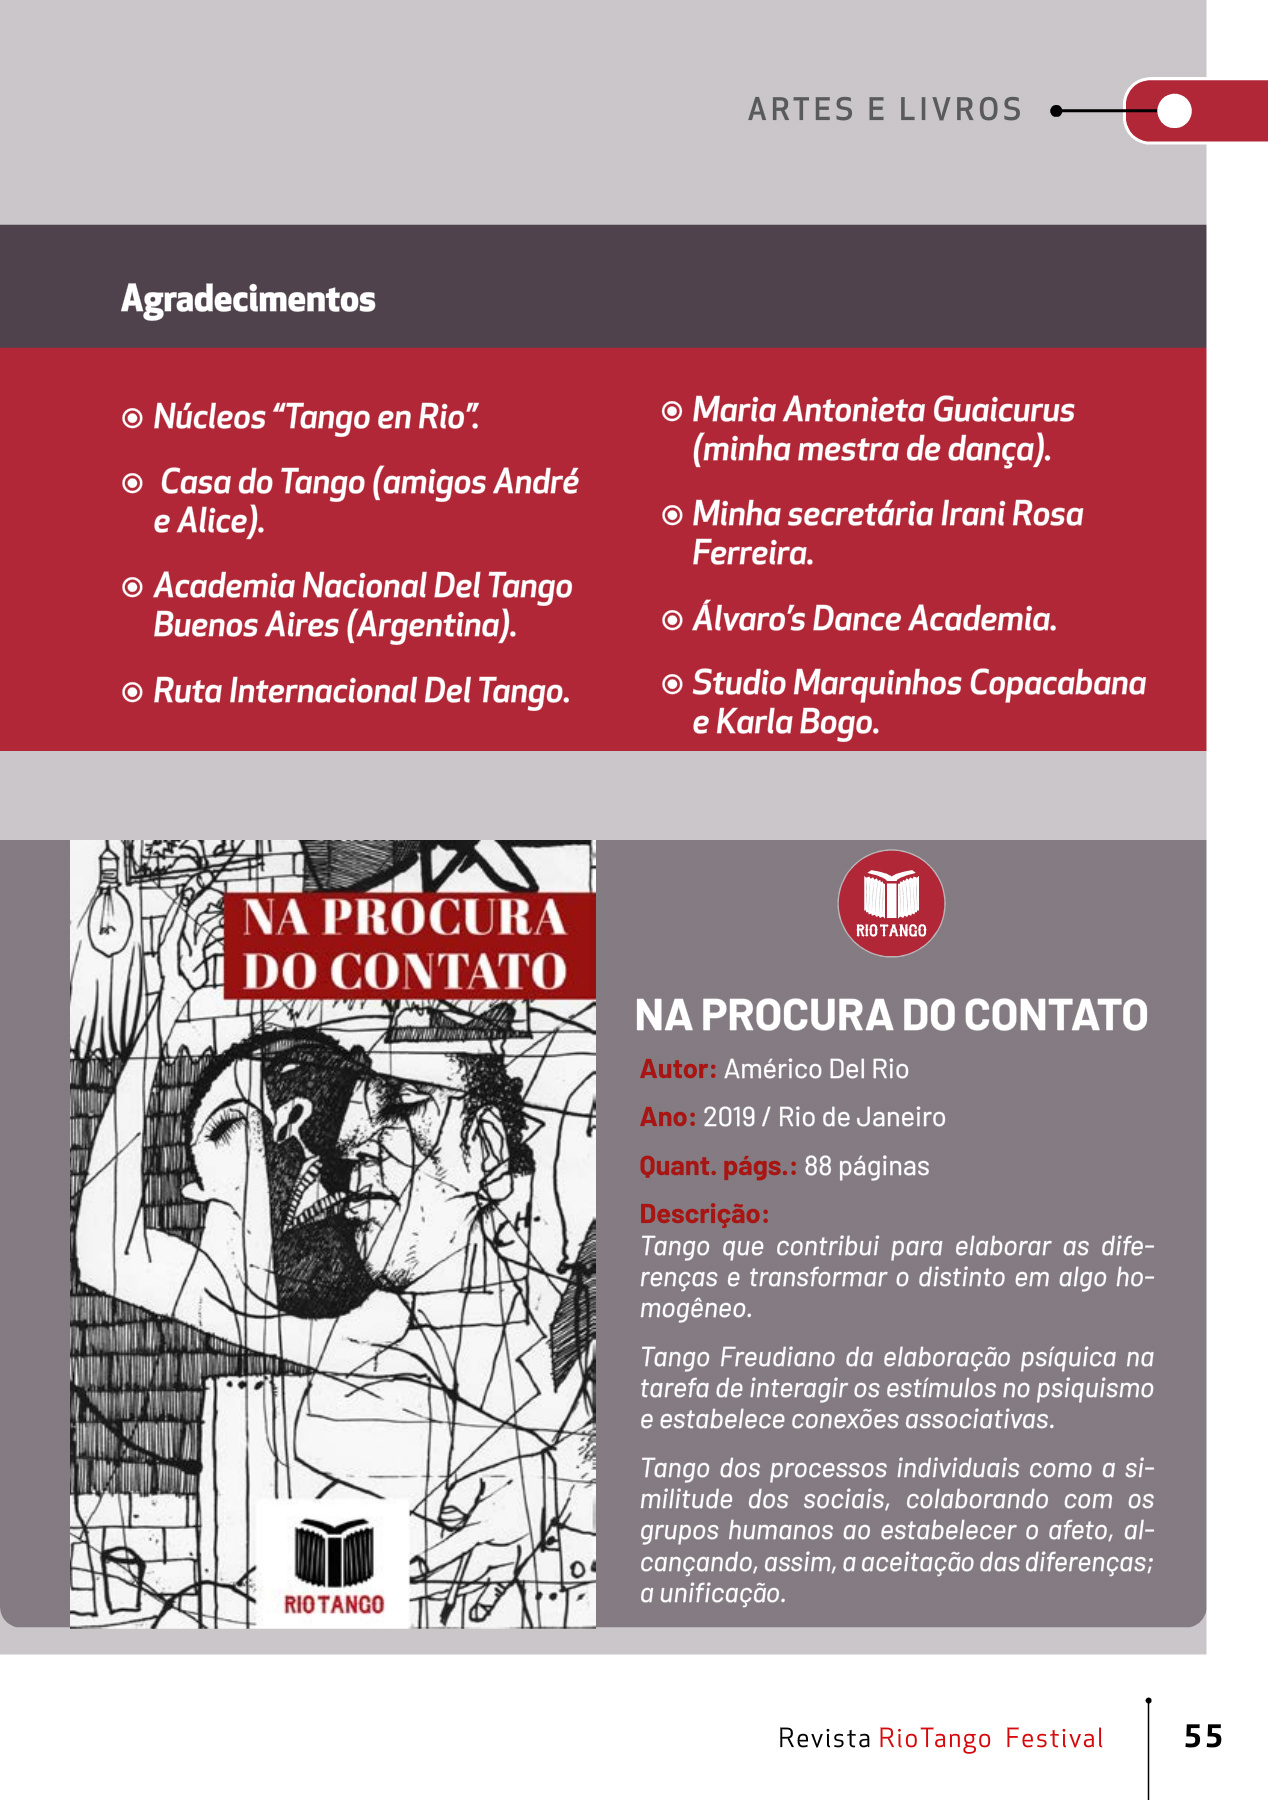 ARTES E LIVROS
Agradecimentos
Núcleos “Tango en Rio”.
Casa do Tango (amigos André
e Alice).
Academia Nacional Del Tango
Buenos Aires (Argentina).
Ruta Internacional Del Tango.
Maria Antonieta Guaicurus
(minha mestra de dança).
Minha secretária Irani Rosa
Ferreira.
Álvaro’s Dance Academia.
Studio Marquinhos Copacabana
e Karla Bogo.
NA PROCURA
DO CONTATO
RIO TANGO
RIO TANGO
NA PROCURA DO CONTATO
Autor: Américo Del Rio
Ano: 2019 / Rio de Janeiro
Quant. págs.: 88 páginas
Descrição:
Tango que contribui para elaborar as dife-
renças e transformar o distinto em algo ho-
mogêneo.
Tango Freudiano da elaboração psíquica na
tarefa de interagir os estímulos no psiquismo
e estabelece conexões associativas.
Tango dos processos individuais como a si-
militude dos sociais, colaborando com os
grupos humanos ao estabelecer o afeto, al-
cançando, assim, a aceitação das diferenças;
a unificação.
Revista RioTango Festival
55